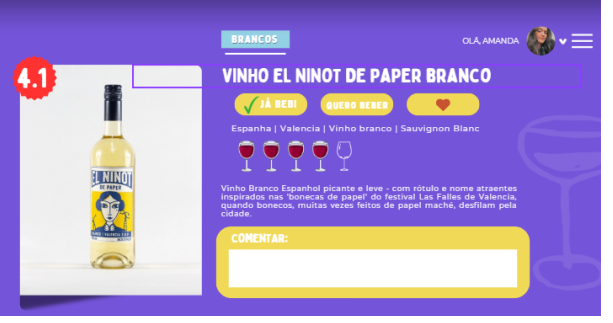 BRANCOS
OLÁ, AMANDA
4.1
VINHO EL NINOT DE PAPER BRANCO
JÁ BEBI
QUERO BEBER
Espanha | Valencia | Vinho branco | Sauvignon Blanc
Vinho Branco Espanhol picante e leve - com rótulo e nome atraentes
inspirados nas 'bonecas de papel' do festival Las Falles de Valencia,
quando bonecos, muitas vezes feitos de papel maché, desfilam pela
cidade.
COMENTAR:
EL NINOT
DE PAPER